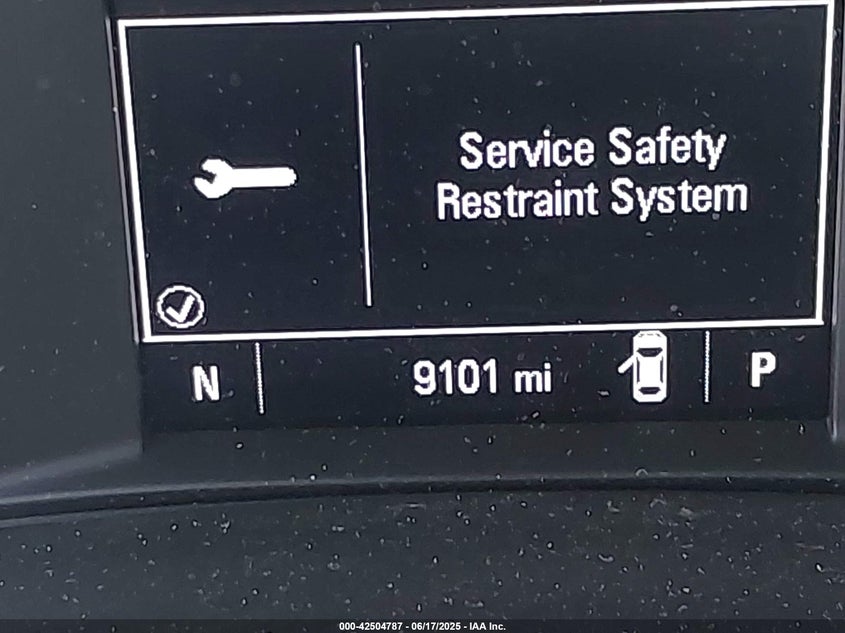 Service Safety
Restraint System
N
9101 mi
P
000-42504787 - 06/17/2025 - IAA Inc.